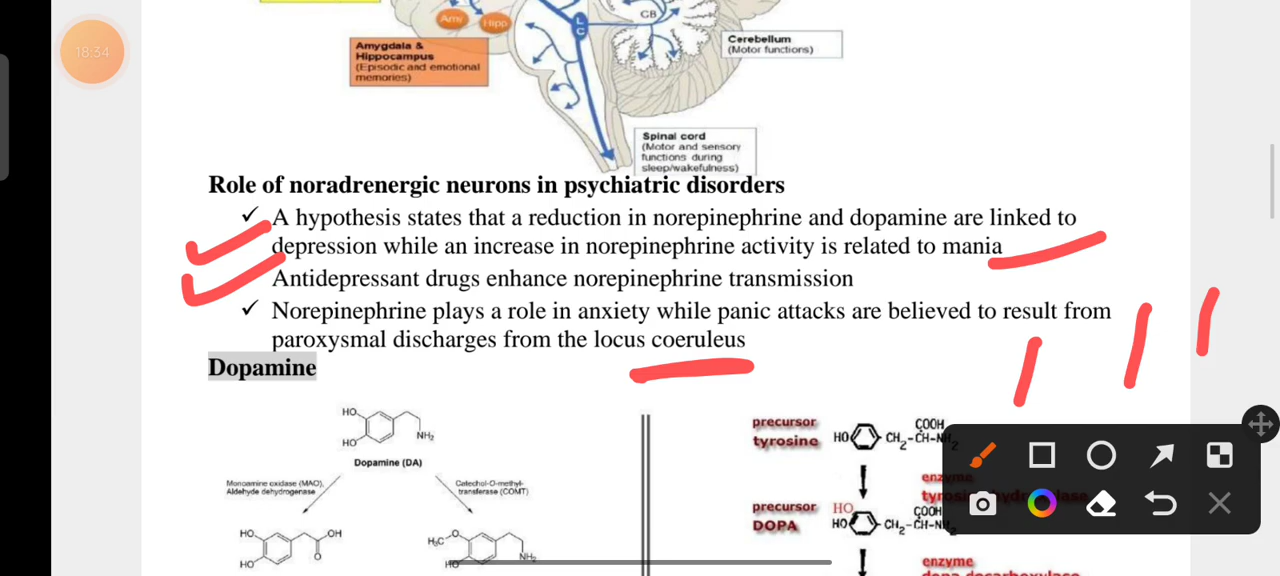 18:34
Amy
Hipp
LC
CB
Amygdala &
Hippocampus
(Episodic and emotional
memories)
Cerebellum
(Motor functions)
Spinal cord
(Motor and sensory
functions during
sleep/wakefulness)
Role of noradrenergic neurons in psychiatric disorders
✓ A hypothesis states that a reduction in norepinephrine and dopamine are linked to
depression while an increase in norepinephrine activity is related to mania
Antidepressant drugs enhance norepinephrine transmission
✓ Norepinephrine plays a role in anxiety while panic attacks are believed to result from
paroxysmal discharges from the locus coeruleus
Dopamine
HO
HO
NH₂
Dopamine (DA)
Monoamine oxidase (MAO),
Aldehyde dehydrogenase
Catechol-O-methyl-
transferase (COMT)
HO
HO
OH
O
H₃C
O
HO
NH₂
precursor
tyrosine
HO
COOH
CH₂-CH-NH₂
precursor
DOPA
HO
HO
COOH
CH₂-CH-N
enzyme